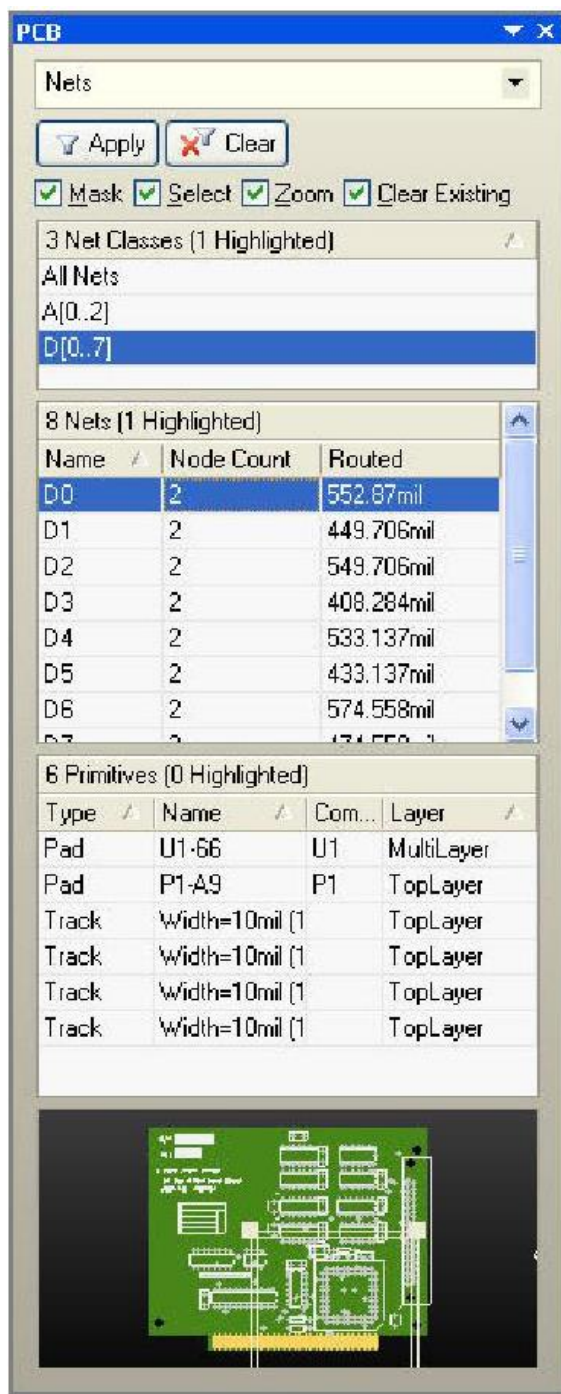 PCB
Nets
Apply Clear
Mask Select Zoom Clear Existing
3 Net Classes (1 Highlighted)
All Nets
A[0..2]
D[0..7]
8 Nets (1 Highlighted)
Name Node Count Routed
D0 2 552.87mil
D1 2 449.706mil
D2 2 549.706mil
D3 2 408.284mil
D4 2 533.137mil
D5 2 433.137mil
D6 2 574.558mil
6 Primitives (0 Highlighted)
Type Name Com... Layer
Pad U1-66 U1 MultiLayer
Pad P1-A9 P1 TopLayer
Track Width=10mil (1 TopLayer
Track Width=10mil (1 TopLayer
Track Width=10mil (1 TopLayer
Track Width=10mil (1 TopLayer